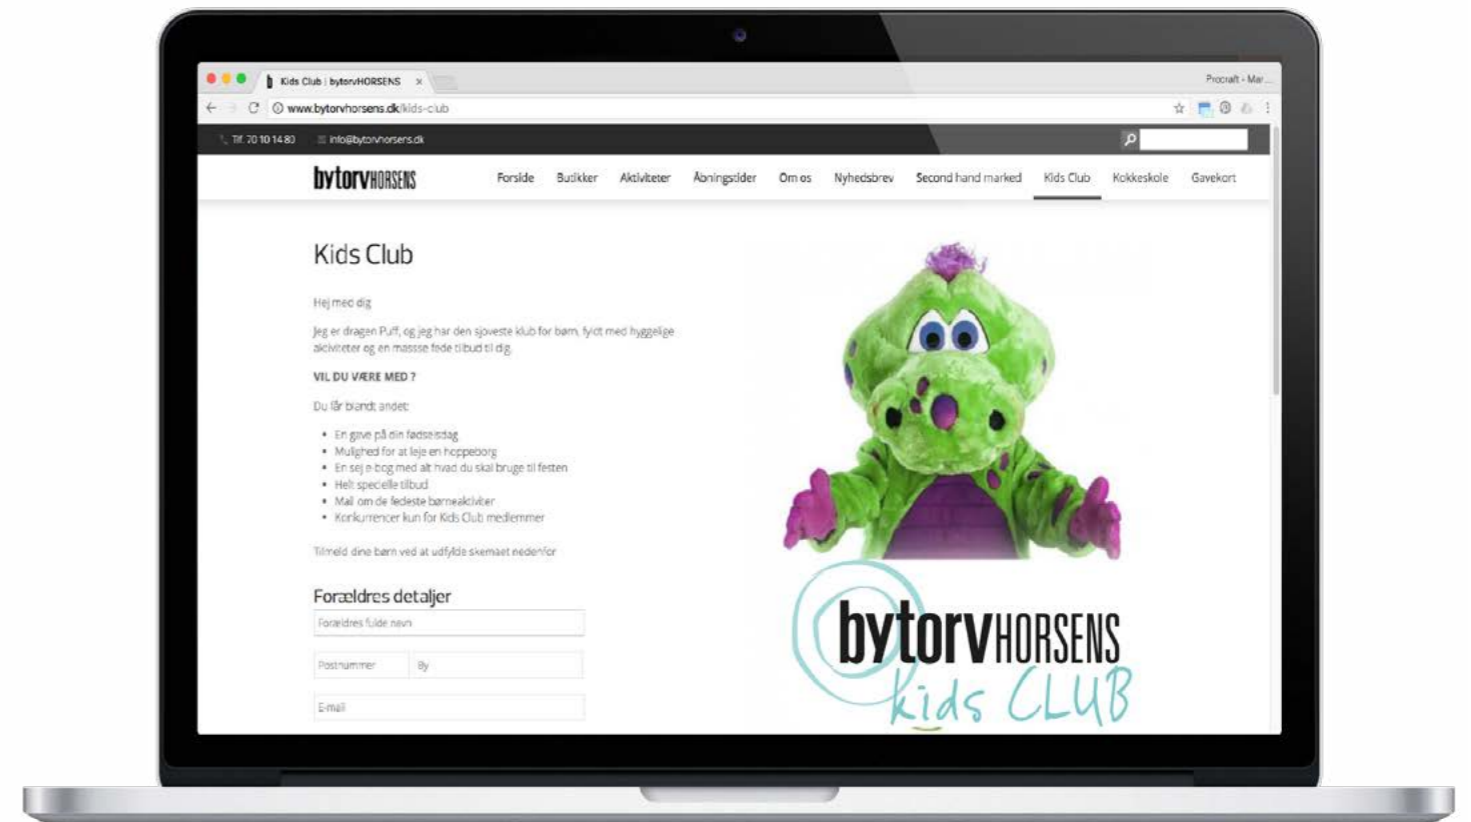 Kids Club | bytorvHORSENS ×
Procraft - Mar...
www.bytorvhorsens.dk/kids-club
Tlf. 70 10 14 80 info@bytorvhorsens.dk
bytorvHORSENS Forside Butikker Aktiviteter Åbningstider Om os Nyhedsbrev Second hand marked Kids Club Kokkeskole Gavekort
Kids Club
Hej med dig
Jeg er dragen Puff, og jeg har den sjoveste klub for børn, fyldt med hyggelige
aktiviteter og en massse fede tilbud til dig.
VIL DU VÆRE MED ?
Du får blandt andet:
• En gave på din fødselsdag
• Mulighed for at leje en hoppeborg
• En sej e-bog med alt hvad du skal bruge til festen
• Helt specielle tilbud
• Mail om de fedeste børneaktiviter
• Konkurrencer kun for Kids Club medlemmer
Tilmeld dine børn ved at udfylde skemaet nedenfor
Forældres detaljer
Forældres fulde navn
Postnummer By
E-mail
bytorvHORSENS
kids CLUB